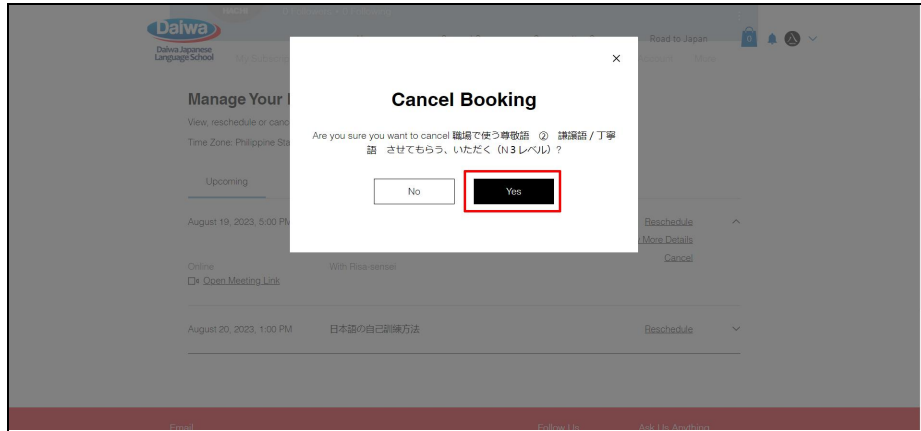 Daiwa
Daiwa Japanese
Language School
Road to Japan
0
More
×
Cancel Booking
Are you sure you want to cancel 職場で使う尊敬語 ② 謙譲語 / 丁寧
語 させてもらう、いただく（N３レベル）?
No
Yes
Manage Your
View, reschedule or canc
Time Zone: Philippine Sta
Upcoming
August 19, 2023, 5:00 PM
Reschedule
More Details
Cancel
Online
With Risa-sensei
Open Meeting Link
August 20, 2023, 1:00 PM
日本語の自己訓練方法
Reschedule
Email
Follow Us
Ask Us Anything